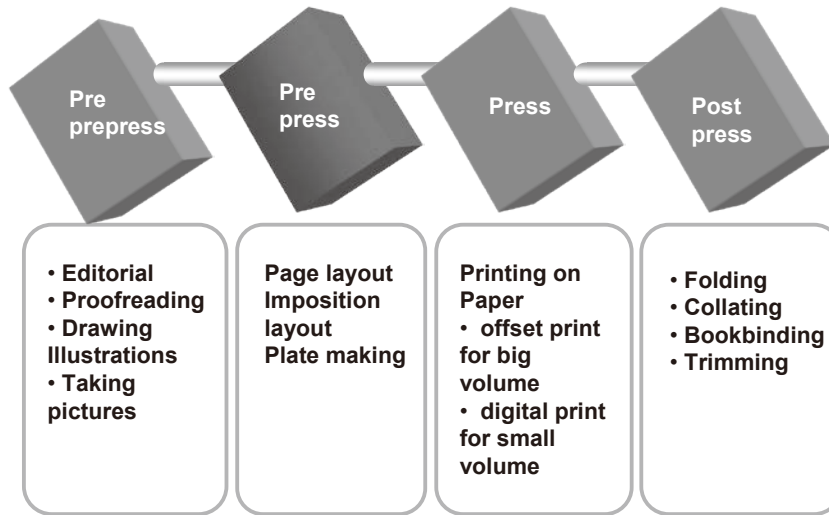 Pre
prepress
Pre
press
Press
Post
press
• Editorial
• Proofreading
• Drawing
Illustrations
• Taking
pictures
Page layout
Imposition
layout
Plate making
Printing on
Paper
• offset print
for big
volume
• digital print
for small
volume
• Folding
• Collating
• Bookbinding
• Trimming